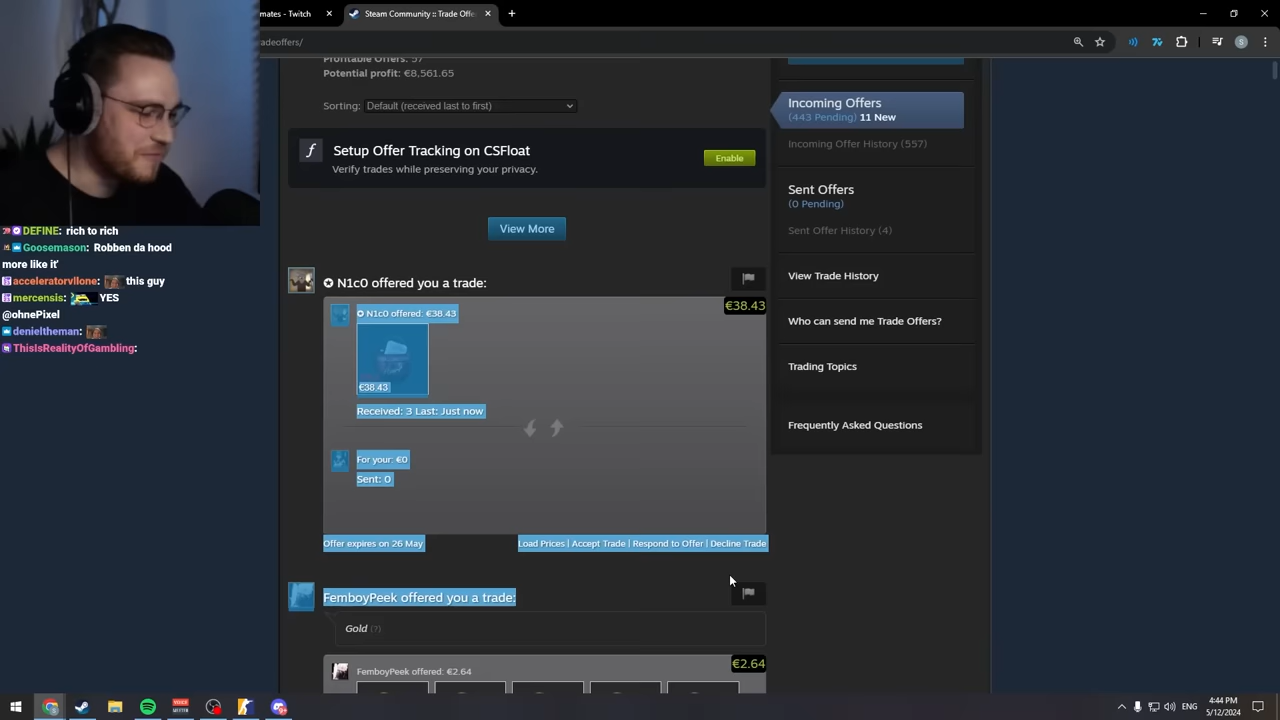 mates - Twitch
Steam Community :: Trade Offe
radeoffers/
Profitable Offers: 57
Potential profit: €8,561.65
Sorting:
Default (received last to first)
Setup Offer Tracking on CSFloat
Verify trades while preserving your privacy.
Enable
View More
Incoming Offers
(443 Pending) 11 New
Incoming Offer History (557)
Sent Offers
(0 Pending)
Sent Offer History (4)
View Trade History
Who can send me Trade Offers?
Trading Topics
Frequently Asked Questions
DEFINE: rich to rich
Goosemason: Robben da hood
more like it'
acceleratorvllone: this guy
mercensis: YES
@ohnePixel
denieltheman:
ThisIsRealityOfGambling:
✪ N1c0 offered you a trade:
€38.43
✪ N1c0 offered: €38.43
€38.43
Received: 3 Last: Just now
For your: €0
Sent: 0
Offer expires on 26 May
Load Prices | Accept Trade | Respond to Offer | Decline Trade
FemboyPeek offered you a trade:
Gold (?)
€2.64
FemboyPeek offered: €2.64
ENG
4:44 PM
5/12/2024